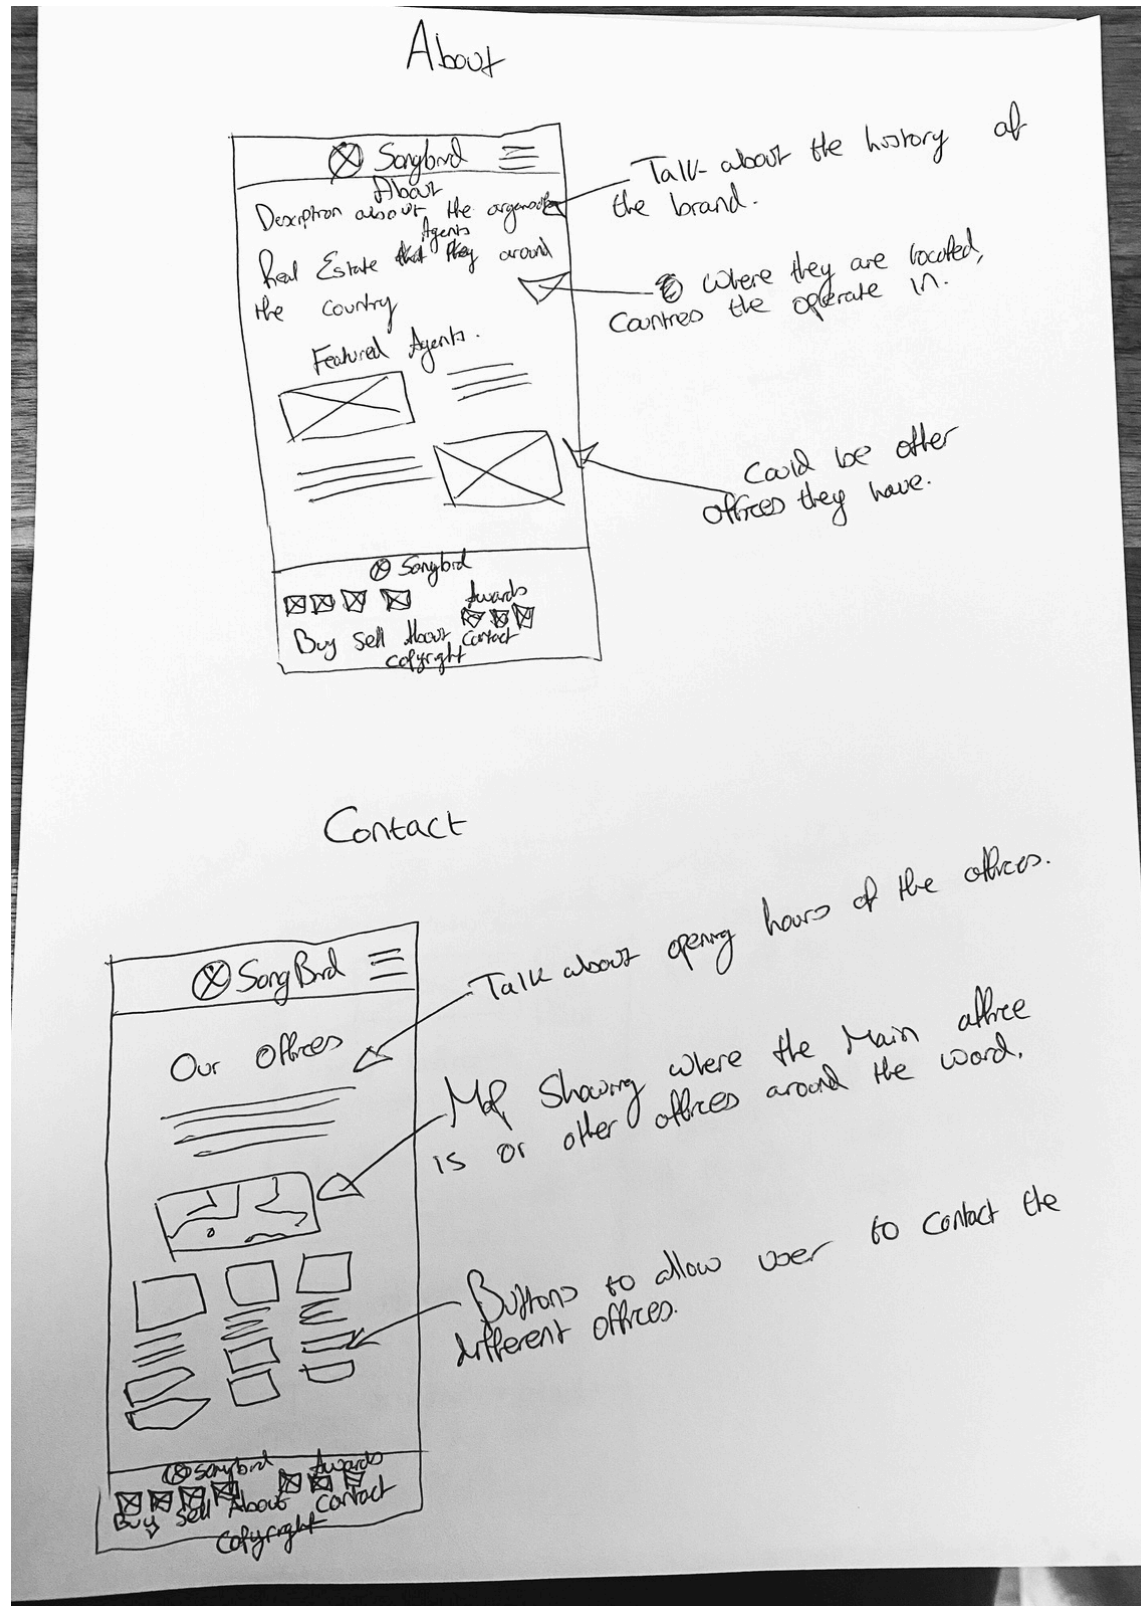 About
Songbird
About
Description about the
Agents
Real Estate they around
the country
Featured Agents.
Songbird
Awards
Buy Sell About Contact
Copyright
Talk about the history of
the brand.
Where they are located,
Countries the operate in.
Could be other
offices they have.
Contact
SongBird
Our Offices
Songbird Awards
Buy Sell About Contact
Copyright
Talk about opening hours of the offices.
Map Showing where the Main office
is or other offices around the word.
Buttons to allow user to contact the
different offices.